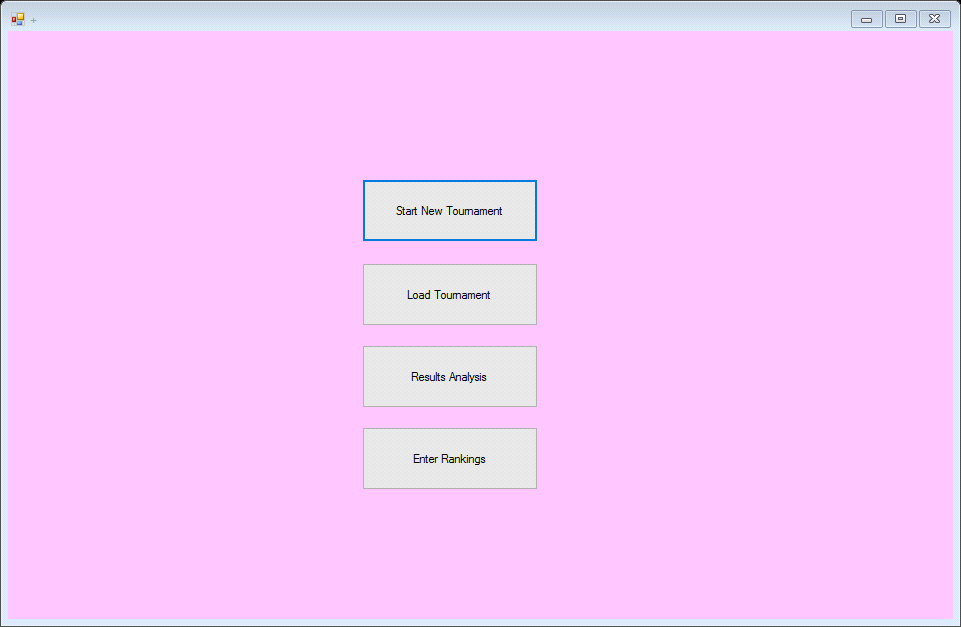 +
Start New Tournament
Load Tournament
Results Analysis
Enter Rankings